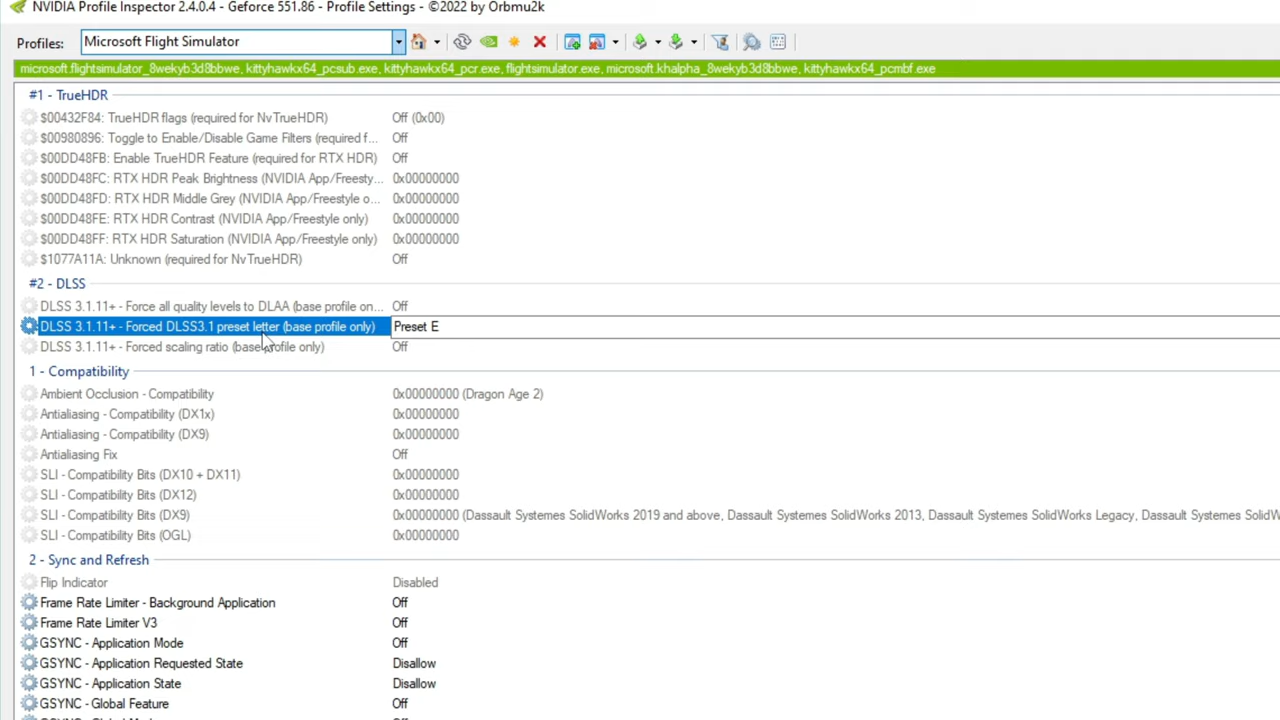 NVIDIA Profile Inspector 2.4.0.4 - Geforce 551.86 - Profile Settings - ©2022 by Orbmu2k
Profiles: Microsoft Flight Simulator
microsoft.flightsimulator_8wekyb3d8bbwe, kittyhawkx64_pcsub.exe, kittyhawkx64_pcr.exe, flightsimulator.exe, microsoft.khalpha_8wekyb3d8bbwe, kittyhawkx64_pcmbf.exe
#1 - TrueHDR
$00432F84: TrueHDR flags (required for NvTrueHDR) Off (0x00)
$00980896: Toggle to Enable/Disable Game Filters (required f... Off
$00DD48FB: Enable TrueHDR Feature (required for RTX HDR) Off
$00DD48FC: RTX HDR Peak Brightness (NVIDIA App/Freesty... 0x00000000
$00DD48FD: RTX HDR Middle Grey (NVIDIA App/Freestyle o... 0x00000000
$00DD48FE: RTX HDR Contrast (NVIDIA App/Freestyle only) 0x00000000
$00DD48FF: RTX HDR Saturation (NVIDIA App/Freestyle only) 0x00000000
$1077A11A: Unknown (required for NvTrueHDR) Off
#2 - DLSS
DLSS 3.1.11+ - Force all quality levels to DLAA (base profile on... Off
DLSS 3.1.11+ - Forced DLSS3.1 preset letter (base profile only) Preset E
DLSS 3.1.11+ - Forced scaling ratio (base profile only) Off
1 - Compatibility
Ambient Occlusion - Compatibility 0x00000000 (Dragon Age 2)
Antialiasing - Compatibility (DX1x) 0x00000000
Antialiasing - Compatibility (DX9) 0x00000000
Antialiasing Fix Off
SLI - Compatibility Bits (DX10 + DX11) 0x00000000
SLI - Compatibility Bits (DX12) 0x00000000
SLI - Compatibility Bits (DX9) 0x00000000 (Dassault Systemes SolidWorks 2019 and above, Dassault Systemes SolidWorks 2013, Dassault Systemes SolidWorks Legacy, Dassault Systemes SolidW
SLI - Compatibility Bits (OGL) 0x00000000
2 - Sync and Refresh
Flip Indicator Disabled
Frame Rate Limiter - Background Application Off
Frame Rate Limiter V3 Off
GSYNC - Application Mode Off
GSYNC - Application Requested State Disallow
GSYNC - Application State Disallow
GSYNC - Global Feature Off